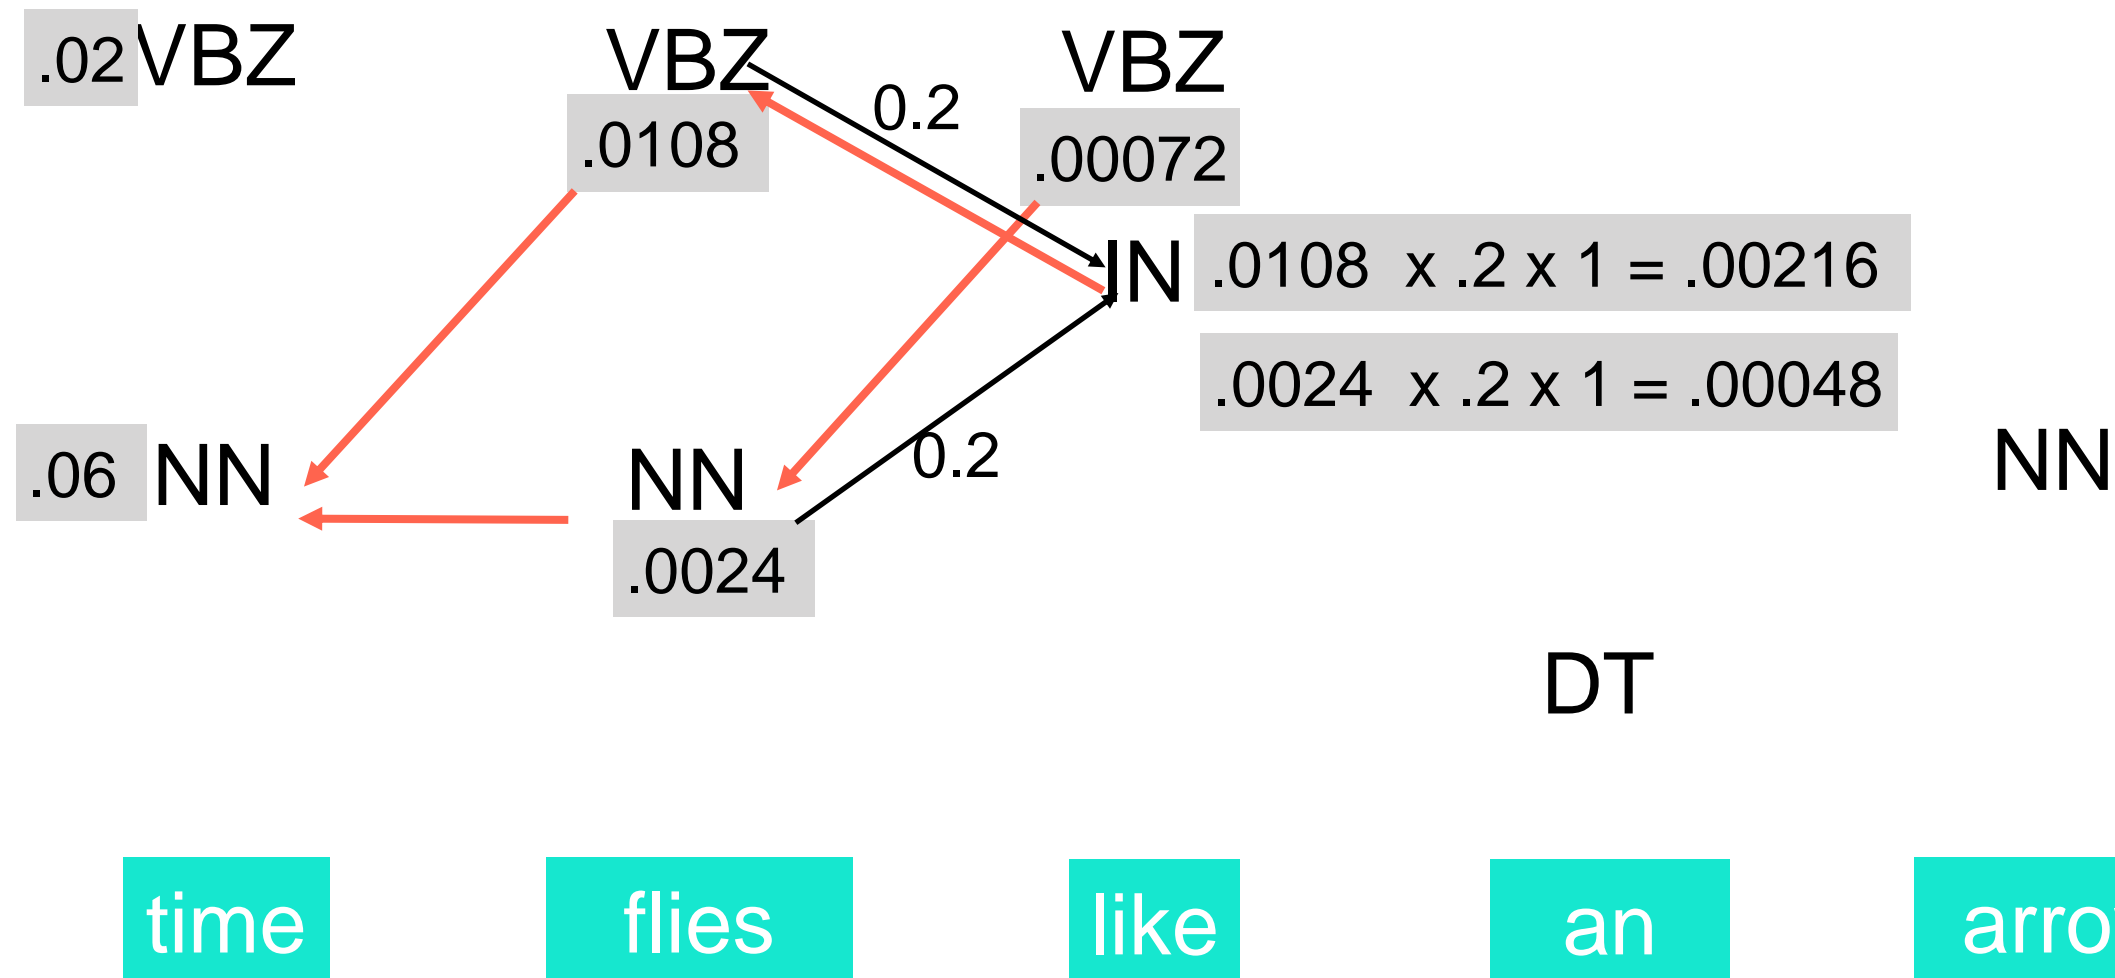 .02 VBZ
VBZ
VBZ
0.2
.0108
.00072
IN
.0108 x .2 x 1 = .00216
.0024 x .2 x 1 = .00048
.06 NN
NN
0.2
NN
.0024
DT
time
flies
like
an
arro